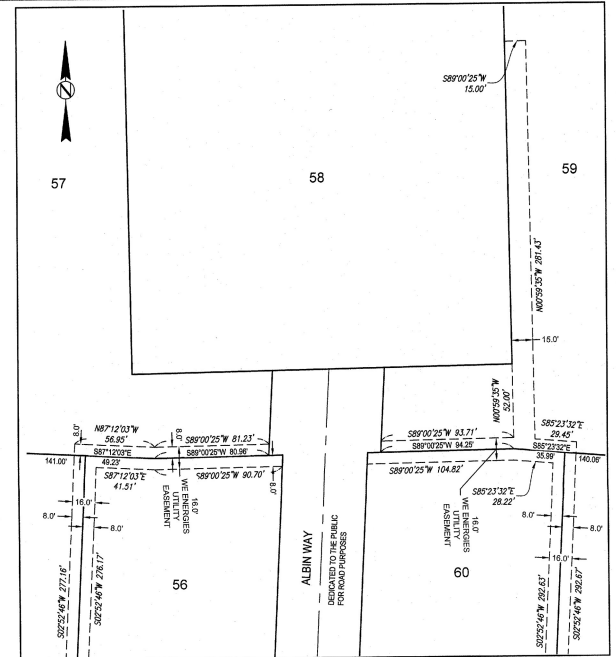 N
57
58
59
S89°00'25"W
15.00'
N00°59'35"W 281.43'
15.0'
N00°59'35"W
52.00'
N87°12'03"W
56.95'
8.0'
8.0'
S89°00'25"W 81.23'
S87°12'03"E
S89°00'25"W 80.96'
141.00'
49.23'
S87°12'03"E
41.51'
S89°00'25"W 90.70'
8.0'
16.0'
WE ENERGIES
UTILITY
EASEMENT
16.0'
8.0'
8.0'
S02°52'46"W 277.16'
S02°52'46"W 276.17'
56
ALBIN WAY
DEDICATED TO THE PUBLIC
FOR ROAD PURPOSES
S89°00'25"W 93.71'
S89°00'25"W 94.25'
S89°00'25"W 104.82'
S85°23'32"E
29.45'
S85°23'32"E
35.99'
140.06'
S85°23'32"E
28.22'
16.0'
WE ENERGIES
UTILITY
EASEMENT
8.0'
8.0'
16.0'
S02°52'46"W 292.63'
S02°52'46"W 292.67'
60